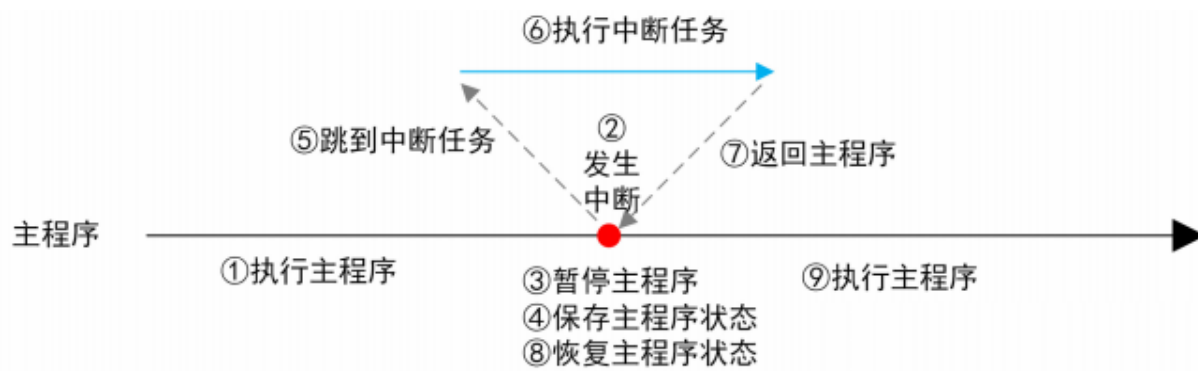 ⑥执行中断任务
⑤跳到中断任务
②
发生
中断
⑦返回主程序
主程序
①执行主程序
③暂停主程序
④保存主程序状态
⑧恢复主程序状态
⑨执行主程序